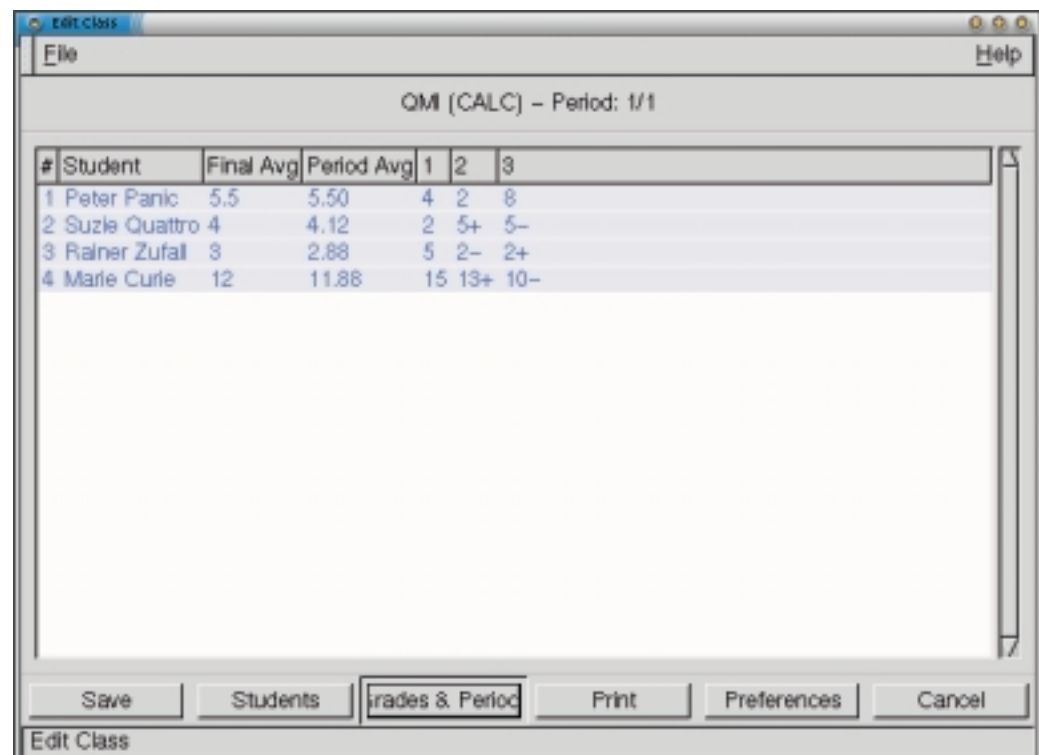 Edit Class
File Help
QMI (CALC) – Period: 1/1
# Student Final Avg Period Avg 1 2 3
1 Peter Panic 5.5 5.50 4 2 8
2 Suzie Quattro 4 4.12 2 5+ 5–
3 Rainer Zufall 3 2.88 5 2– 2+
4 Marie Curie 12 11.88 15 13+ 10–
Save Students rades & Perioc Print Preferences Cancel
Edit Class